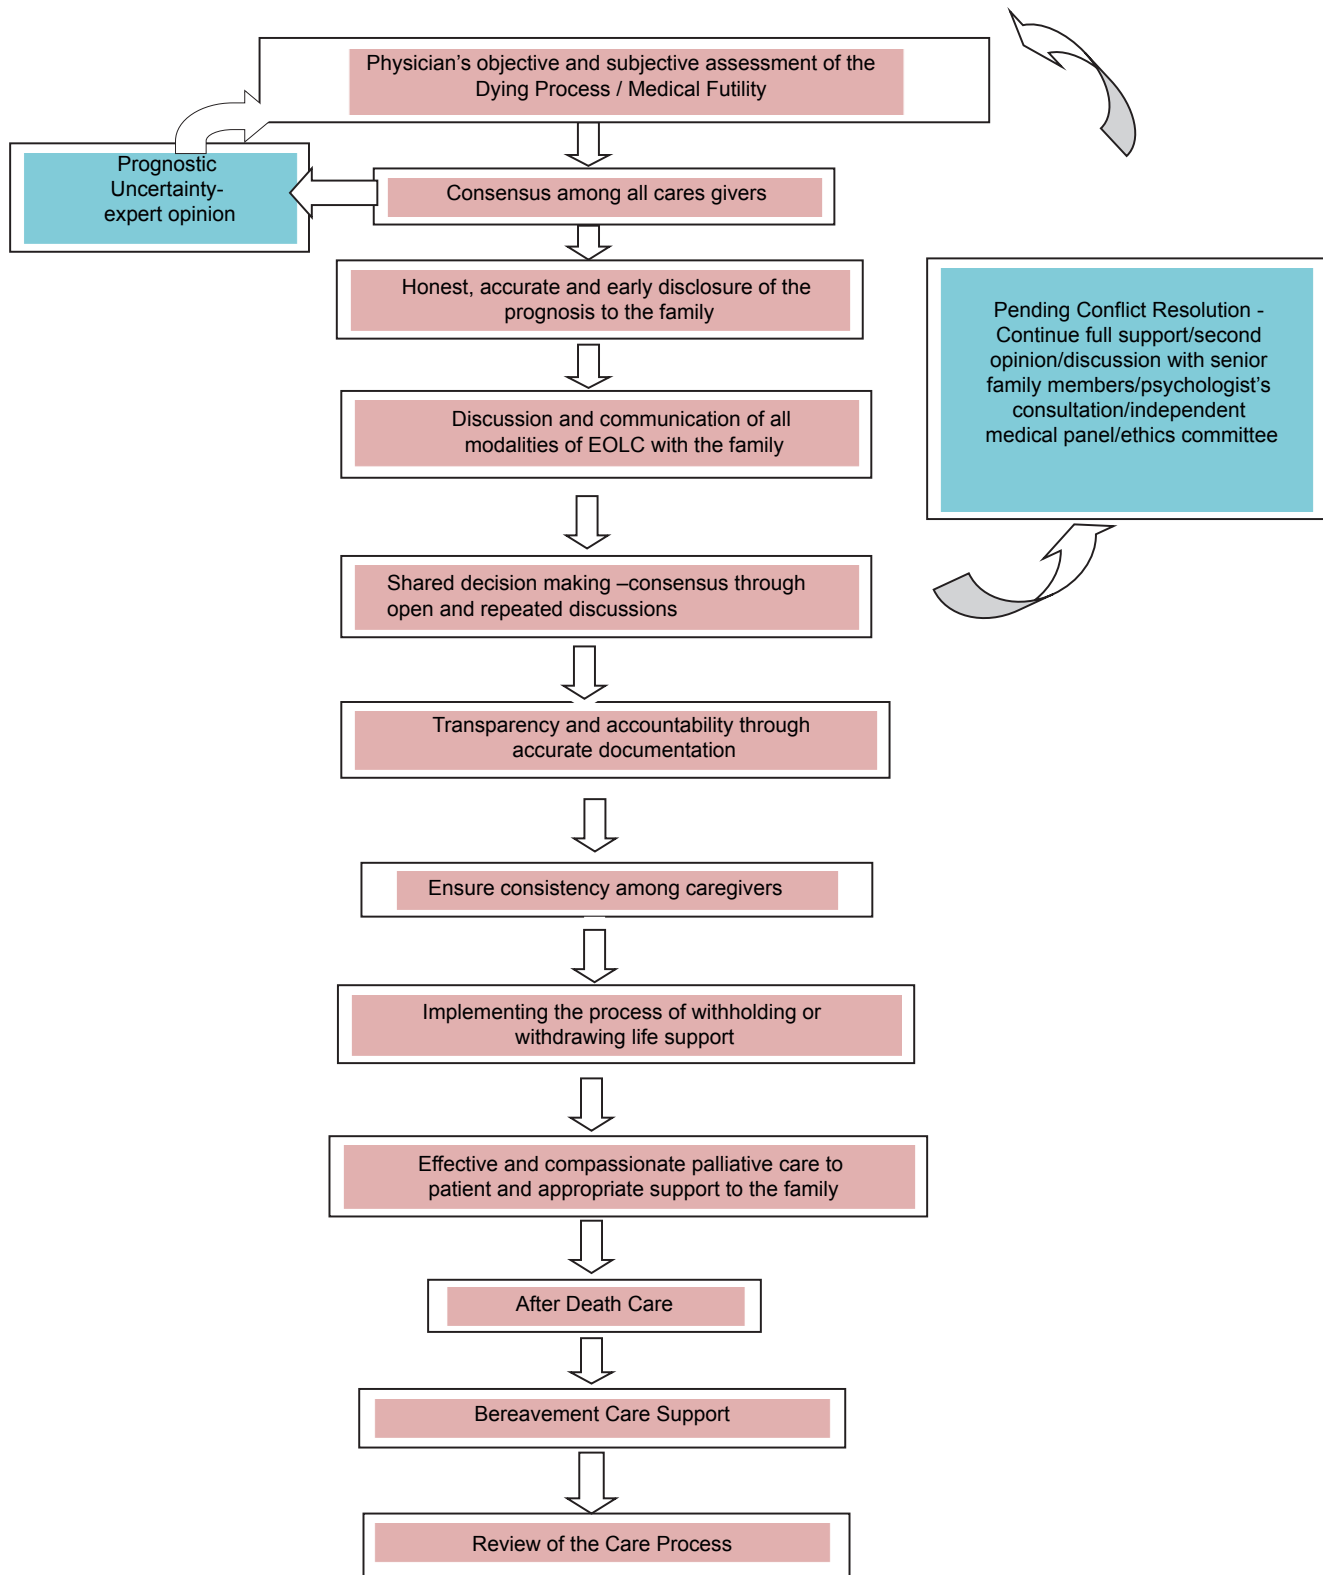 Physician’s objective and subjective assessment of the
Dying Process / Medical Futility
Prognostic
Uncertainty-
expert opinion
Consensus among all cares givers
Honest, accurate and early disclosure of the
prognosis to the family
Pending Conflict Resolution -
Continue full support/second
opinion/discussion with senior
family members/psychologist’s
consultation/independent
medical panel/ethics committee
Discussion and communication of all
modalities of EOLC with the family
Shared decision making –consensus through
open and repeated discussions
Transparency and accountability through
accurate documentation
Ensure consistency among caregivers
Implementing the process of withholding or
withdrawing life support
Effective and compassionate palliative care to
patient and appropriate support to the family
After Death Care
Bereavement Care Support
Review of the Care Process